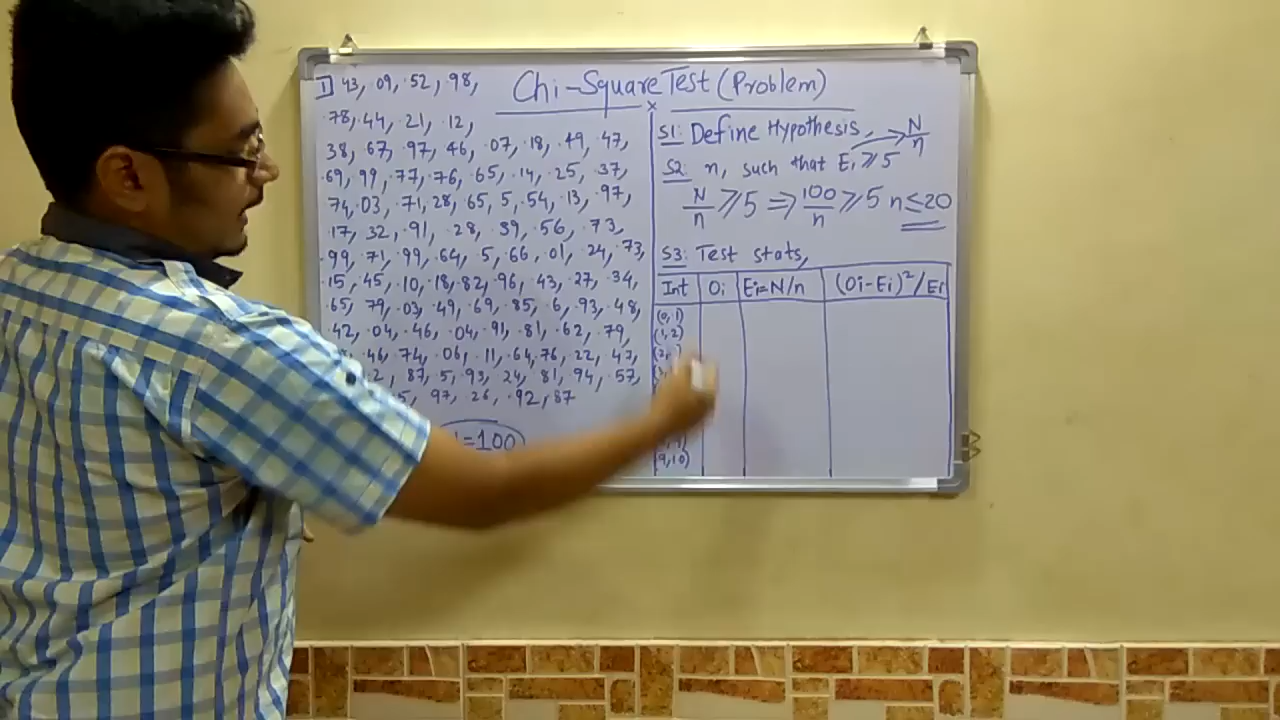 Chi-Square Test (Problem)
1] 43, 09, .52, .98,
.78, .44, .21, .12,
38, .67, .97, 46, .07, .18, .49, .47,
.69, 99, .77, .76, .65, .14, .25, .37,
74, .03, .71, 28, 65, 5, .54, .13, .97,
.17, 32, .91, .28, .39, .56, .73,
.99, .71, .99, .64, .5, .66, .01, .24, .73,
.15, .45, .10, .18, .82, .96, .43, .27, .34,
.65, 79, .03, .49, .69, .85, .6, .93, .48,
.42, .04, .46, .04, .91, .81, .62, .79,
.46, .74, .06, .11, .64, 76, 22, 47,
2, 87, .5, .93, 24, 81, 94, .57,
5, 97, 26, .92, 87
=100
S1: Define Hypothesis, → N/n
S2: n, such that Ei ≥ 5
N/n ≥ 5 ⇒ 100/n ≥ 5 n ≤ 20
S3: Test stats,
Int Oi Ei=N/n (Oi-Ei)²/Ei
(0,1)
(1,2)
(9,10)